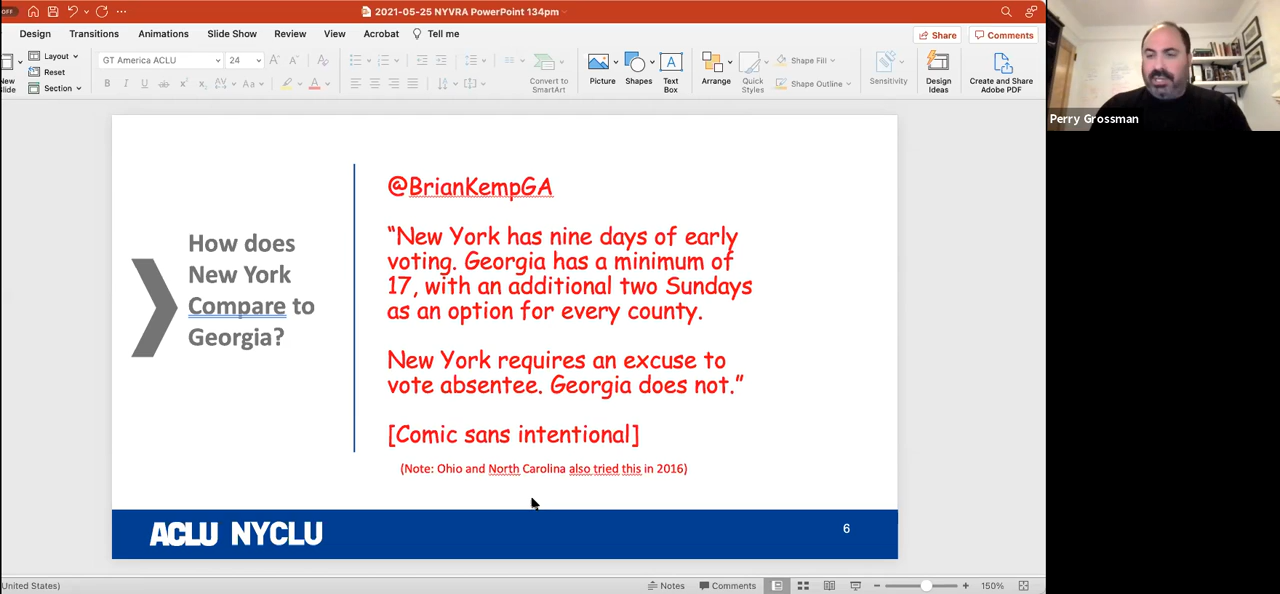 OFF
2021-05-25 NYVRA PowerPoint 134pm
Design Transitions Animations Slide Show Review View Acrobat Tell me
Share Comments
Layout
Reset
Section
New
Slide
GT America ACLU 24
Convert to
SmartArt
Picture
Shapes
Text
Box
Arrange
Quick
Styles
Shape Fill
Shape Outline
Sensitivity
Design
Ideas
Create and Share
Adobe PDF
Perry Grossman
How does
New York
Compare to
Georgia?
@BrianKempGA
“New York has nine days of early
voting. Georgia has a minimum of
17, with an additional two Sundays
as an option for every county.
New York requires an excuse to
vote absentee. Georgia does not.”
[Comic sans intentional]
(Note: Ohio and North Carolina also tried this in 2016)
ACLU NYCLU
6
United States)
Notes Comments 150%